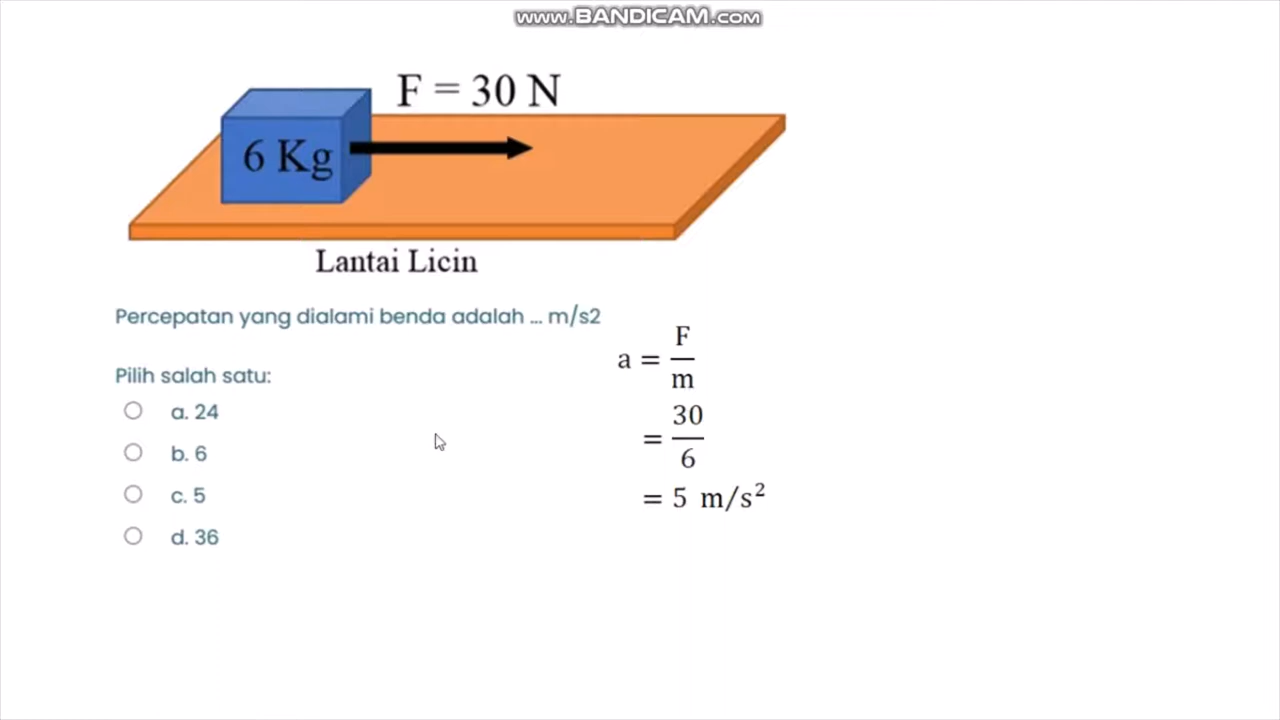 www.BANDICAM.com
F = 30 N
6 Kg
Lantai Licin
Percepatan yang dialami benda adalah ... m/s2
a = F/m
= 30/6
= 5 m/s²
Pilih salah satu:
a. 24
b. 6
c. 5
d. 36